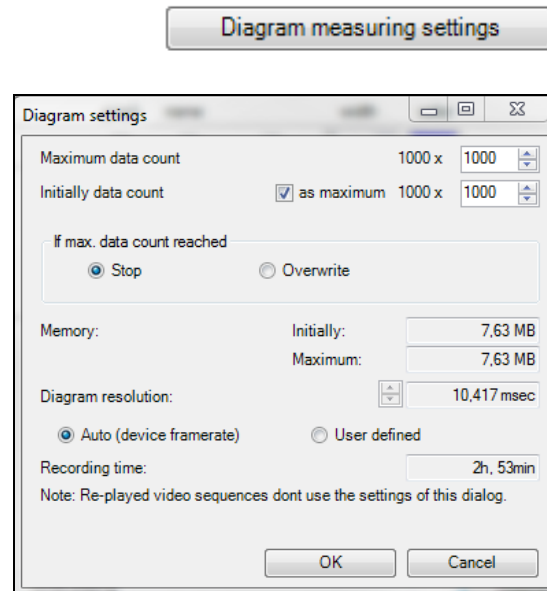 Diagram measuring settings
Diagram settings
Maximum data count 1000 x 1000
Initially data count as maximum 1000 x 1000
If max. data count reached
Stop Overwrite
Memory: Initially: 7,63 MB
Maximum: 7,63 MB
Diagram resolution: 10,417 msec
Auto (device framerate) User defined
Recording time: 2h, 53min
Note: Re-played video sequences dont use the settings of this dialog.
OK Cancel